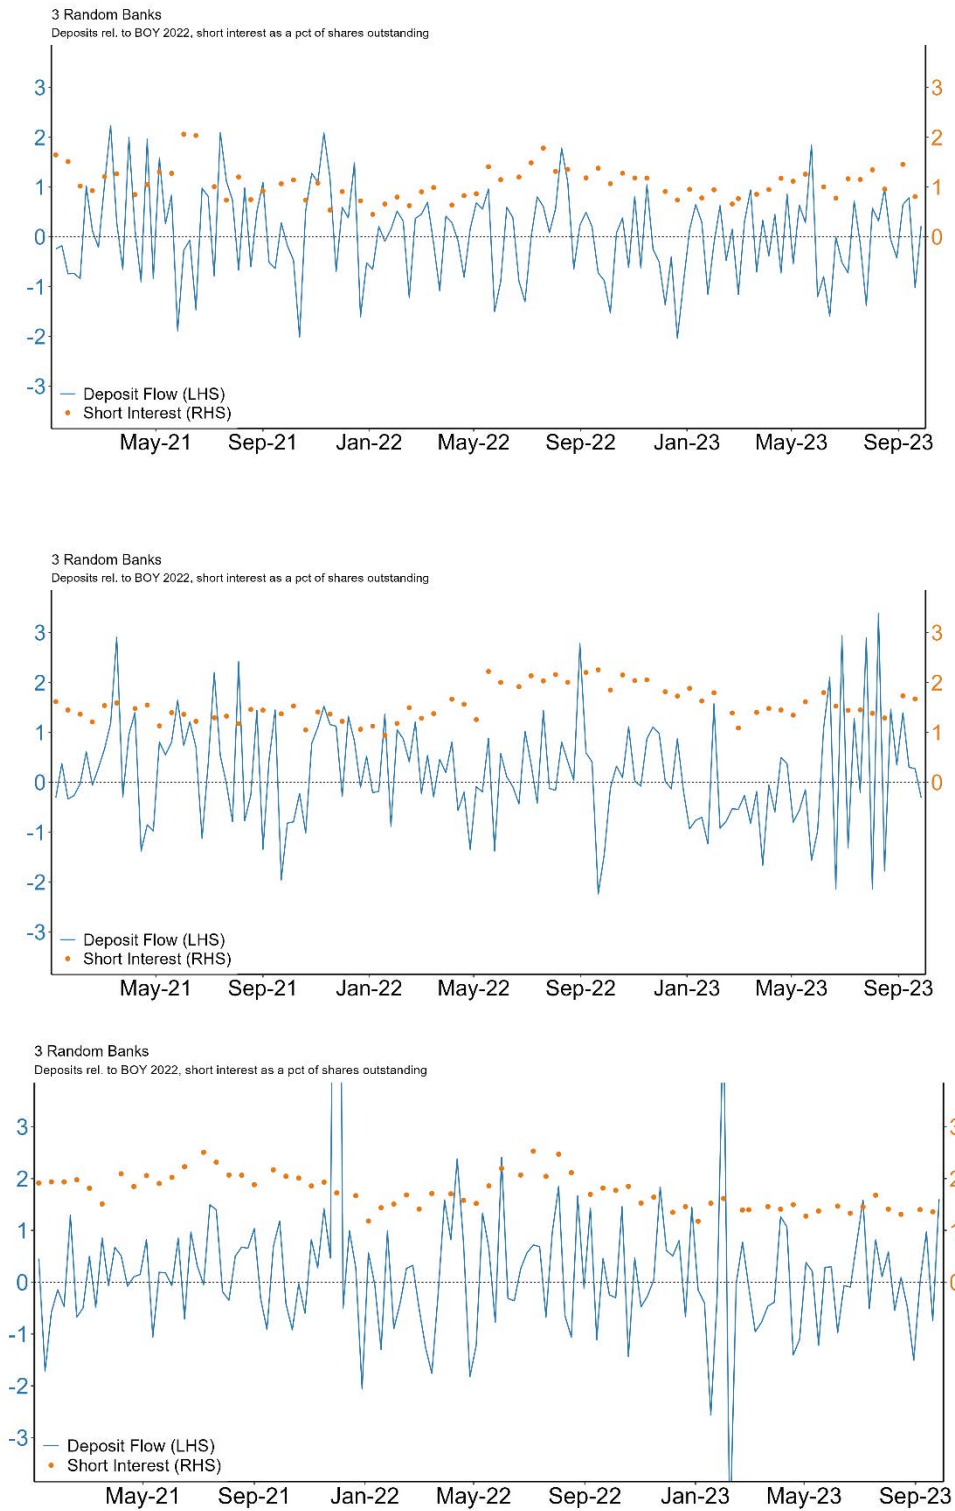 3 Random Banks
Deposits rel. to BOY 2022, short interest as a pct of shares outstanding
3 3
2 2
1 1
0 0
-1
-2
-3
Deposit Flow (LHS)
Short Interest (RHS)
May-21 Sep-21 Jan-22 May-22 Sep-22 Jan-23 May-23 Sep-23
3 Random Banks
Deposits rel. to BOY 2022, short interest as a pct of shares outstanding
3 3
2 2
1 1
0 0
-1
-2
-3
Deposit Flow (LHS)
Short Interest (RHS)
May-21 Sep-21 Jan-22 May-22 Sep-22 Jan-23 May-23 Sep-23
3 Random Banks
Deposits rel. to BOY 2022, short interest as a pct of shares outstanding
3 3
2 2
1 1
0 0
-1
-2
-3
Deposit Flow (LHS)
Short Interest (RHS)
May-21 Sep-21 Jan-22 May-22 Sep-22 Jan-23 May-23 Sep-23